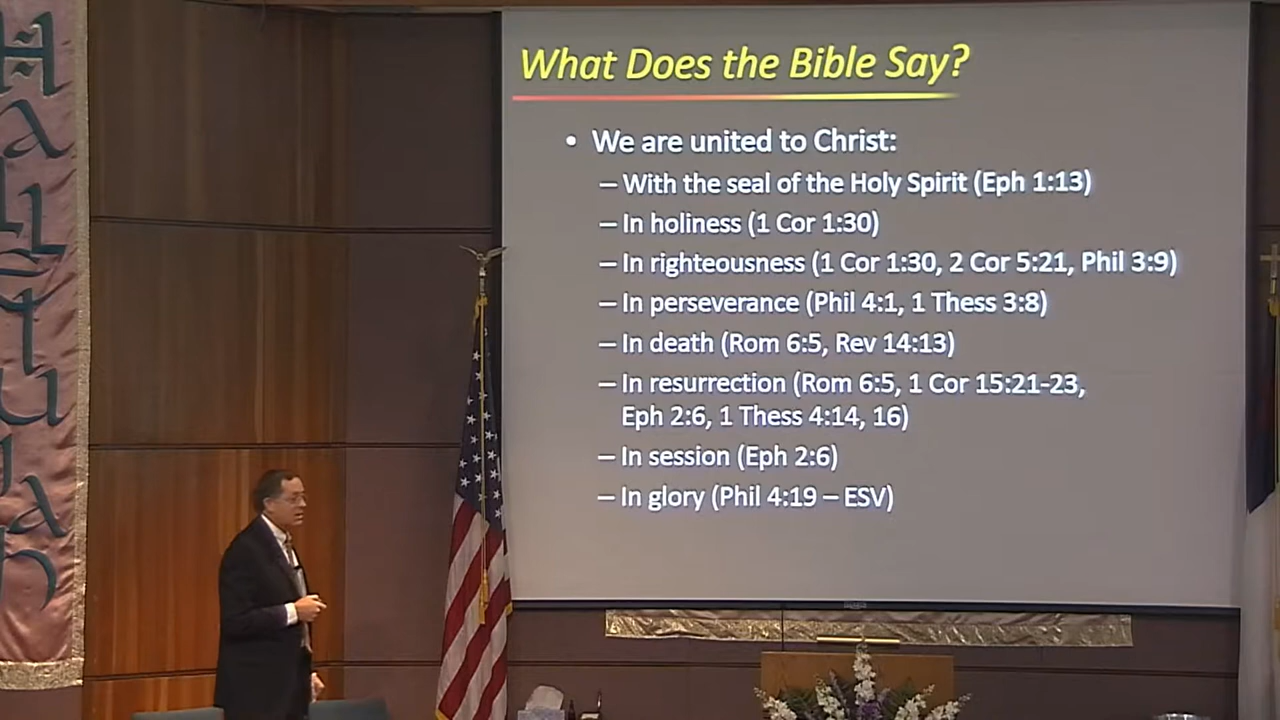 Hallelujah
What Does the Bible Say?
• We are united to Christ:
– With the seal of the Holy Spirit (Eph 1:13)
– In holiness (1 Cor 1:30)
– In righteousness (1 Cor 1:30, 2 Cor 5:21, Phil 3:9)
– In perseverance (Phil 4:1, 1 Thess 3:8)
– In death (Rom 6:5, Rev 14:13)
– In resurrection (Rom 6:5, 1 Cor 15:21-23,
Eph 2:6, 1 Thess 4:14, 16)
– In session (Eph 2:6)
– In glory (Phil 4:19 – ESV)